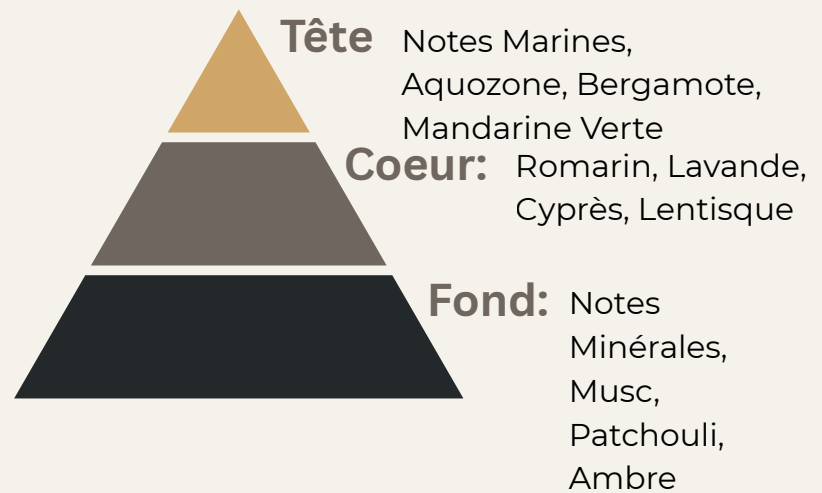 Tête
Notes Marines,
Aquozone, Bergamote,
Mandarine Verte
Coeur:
Romarin, Lavande,
Cyprès, Lentisque
Fond:
Notes
Minérales,
Musc,
Patchouli,
Ambre